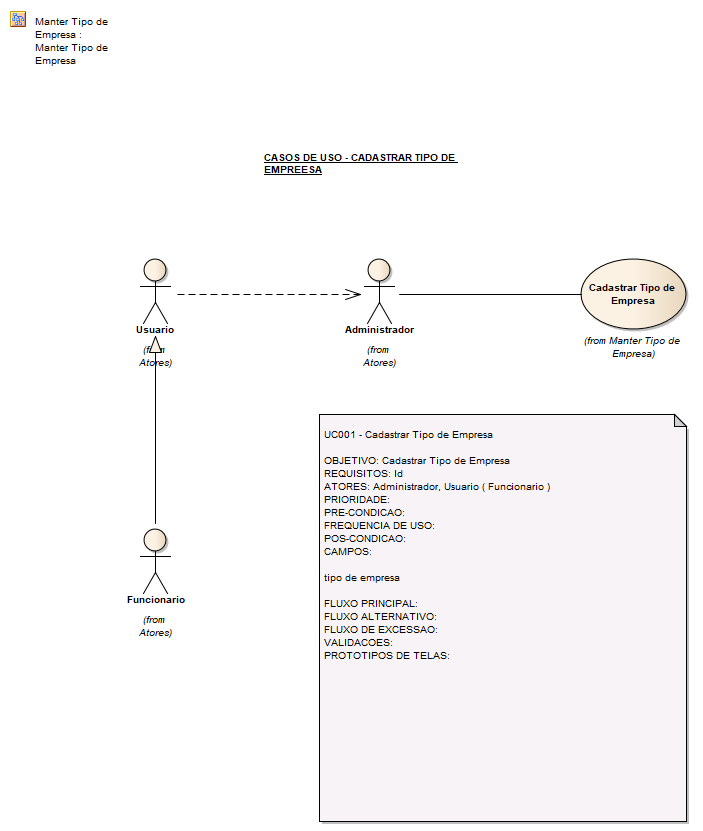 Manter Tipo de
Empresa :
Manter Tipo de
Empresa
CASOS DE USO - CADASTRAR TIPO DE
EMPREESA
Usuario
(from
Atores)
Administrador
(from
Atores)
Cadastrar Tipo de
Empresa
(from Manter Tipo de
Empresa)
UC001 - Cadastrar Tipo de Empresa
OBJETIVO: Cadastrar Tipo de Empresa
REQUISITOS: Id
ATORES: Administrador, Usuario ( Funcionario )
PRIORIDADE:
PRE-CONDICAO:
FREQUENCIA DE USO:
POS-CONDICAO:
CAMPOS:
tipo de empresa
FLUXO PRINCIPAL:
FLUXO ALTERNATIVO:
FLUXO DE EXCESSAO:
VALIDACOES:
PROTOTIPOS DE TELAS:
Funcionario
(from
Atores)